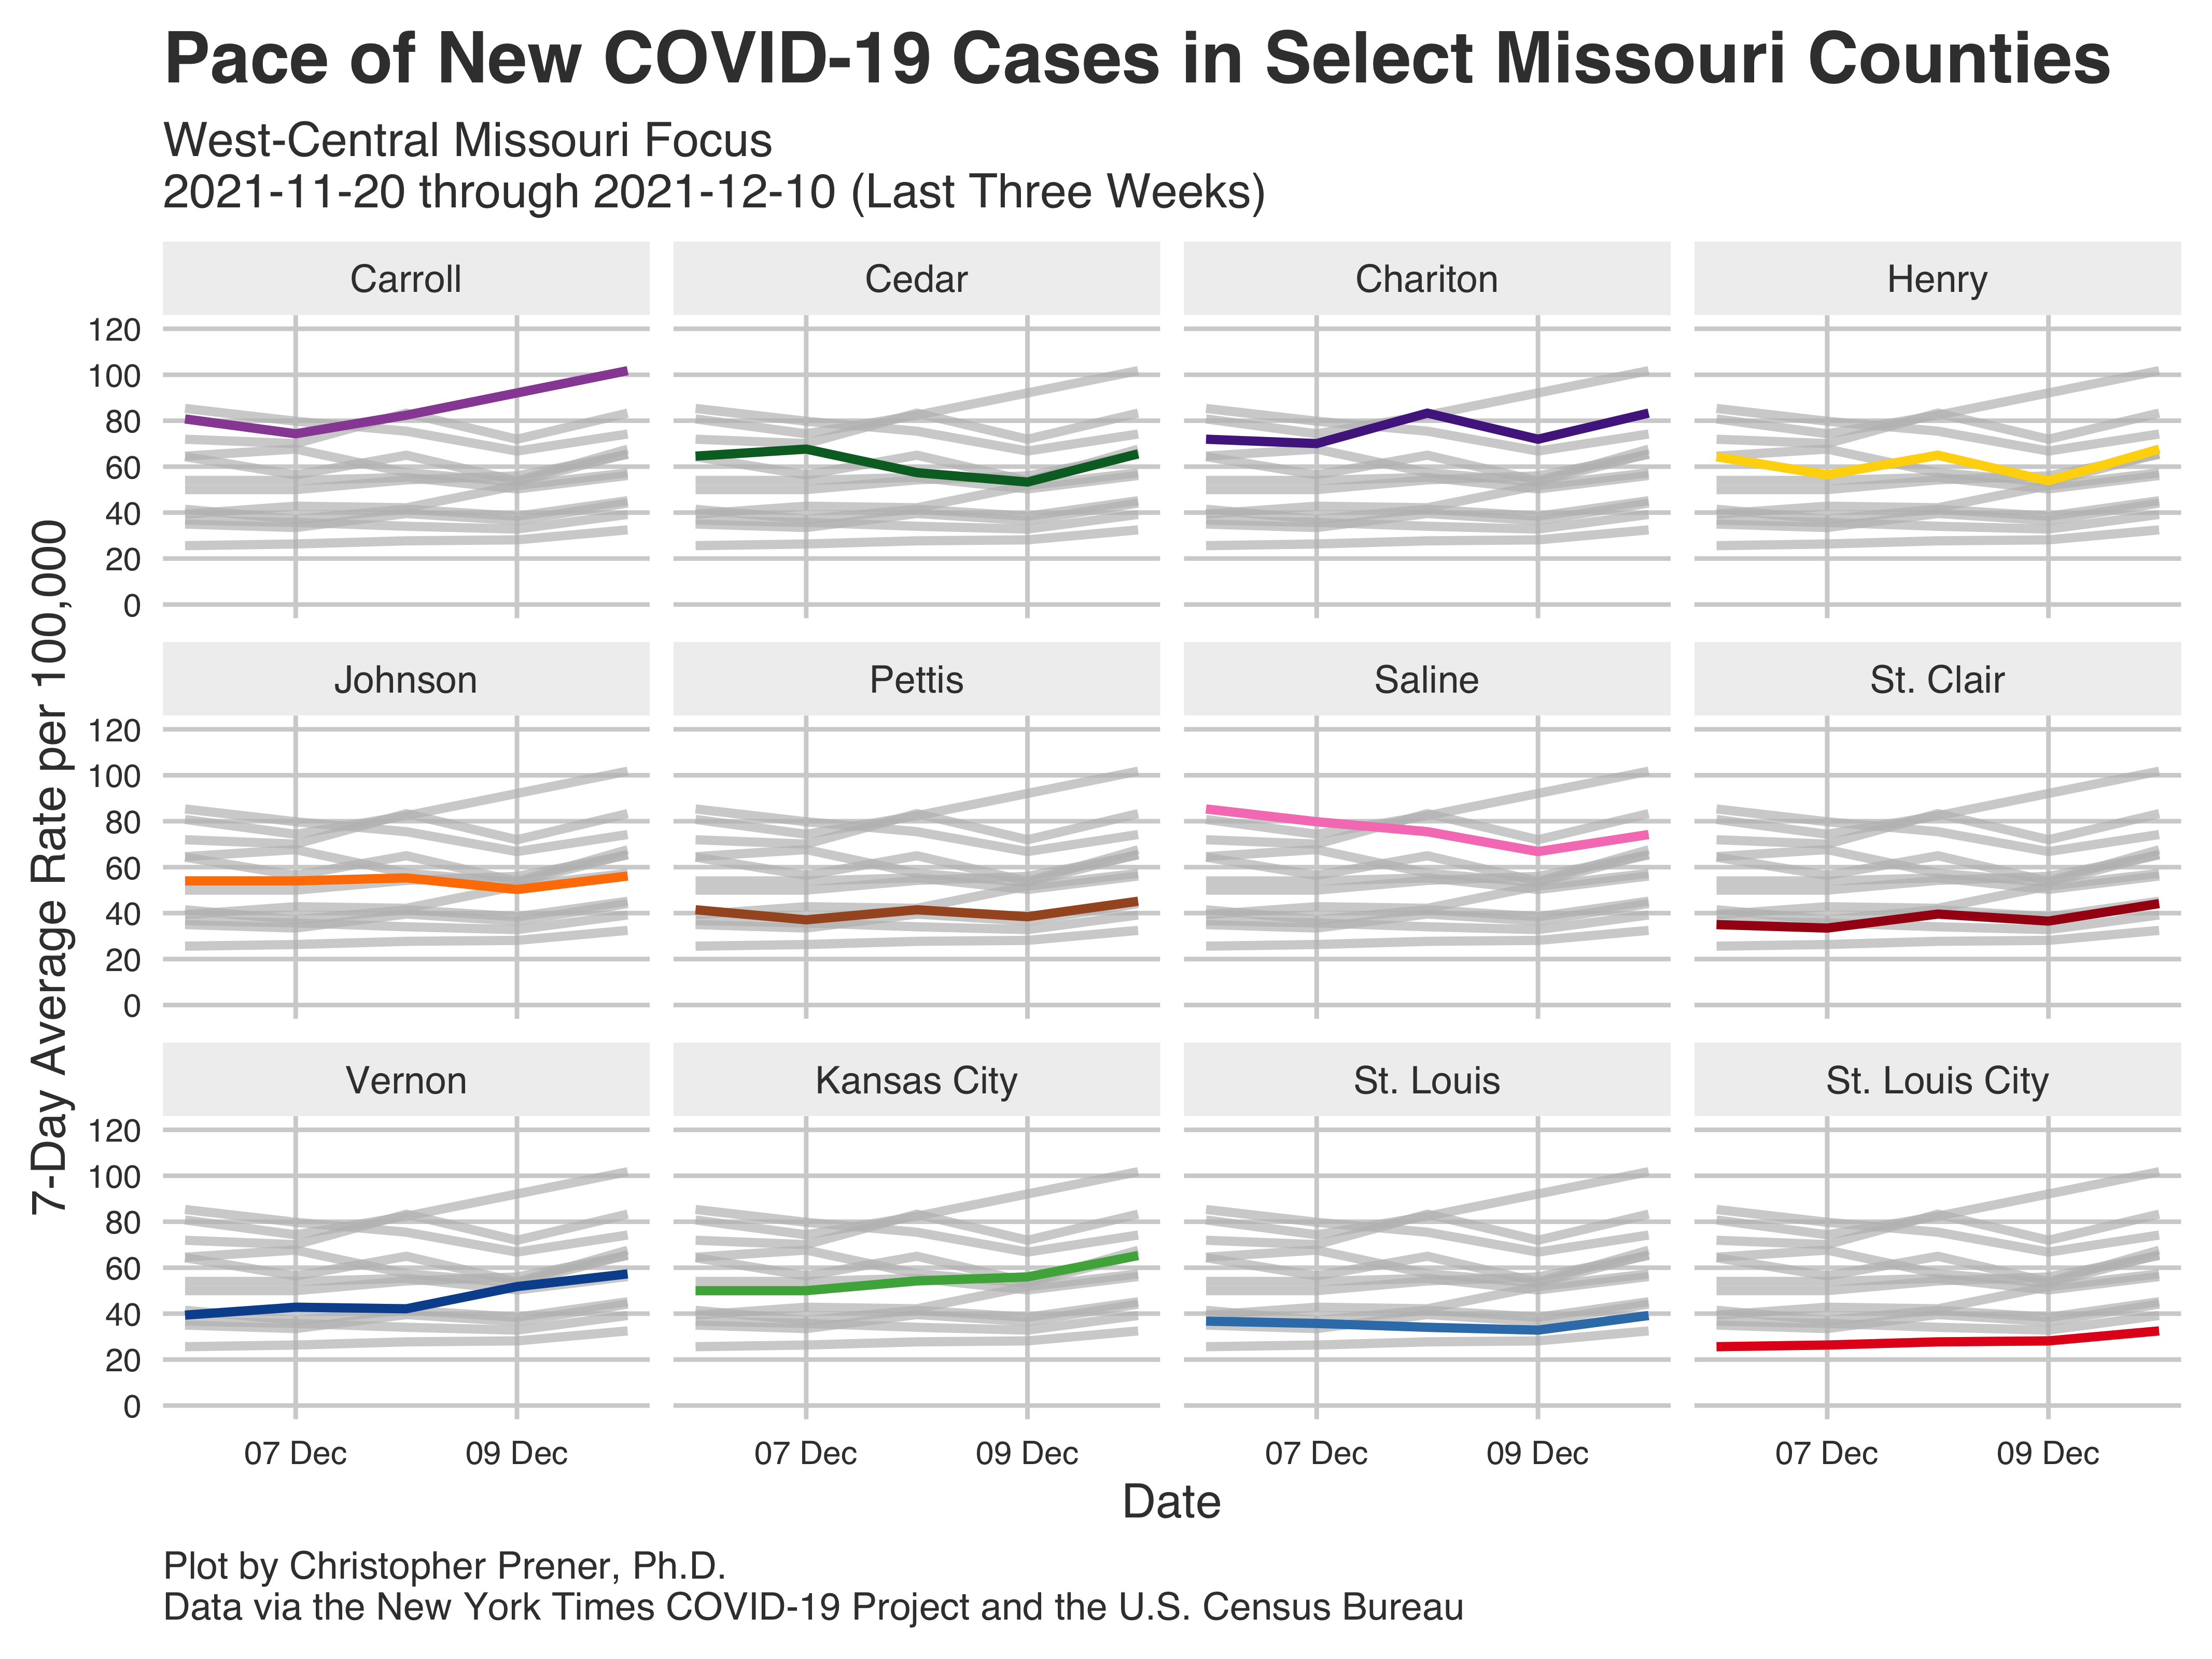 Pace of New COVID-19 Cases in Select Missouri Counties
West-Central Missouri Focus
2021-11-20 through 2021-12-10 (Last Three Weeks)
Carroll
Cedar
Chariton
Henry
120
100
80
60
40
20
0
Johnson
Pettis
Saline
St. Clair
120
100
80
60
40
20
0
Vernon
Kansas City
St. Louis
St. Louis City
120
100
80
60
40
20
0
7-Day Average Rate per 100,000
07 Dec
09 Dec
07 Dec
09 Dec
07 Dec
09 Dec
07 Dec
09 Dec
Date
Plot by Christopher Prener, Ph.D.
Data via the New York Times COVID-19 Project and the U.S. Census Bureau